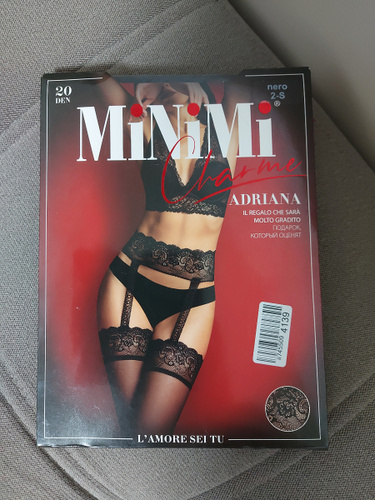 20
DEN
nero
2-S
MiNiMi®
Charme
ADRIANA
IL REGALO CHE SARÀ
MOLTO GRADITO
ПОДАРОК,
КОТОРЫЙ ОЦЕНЯТ
4139
L'AMORE SEI TU